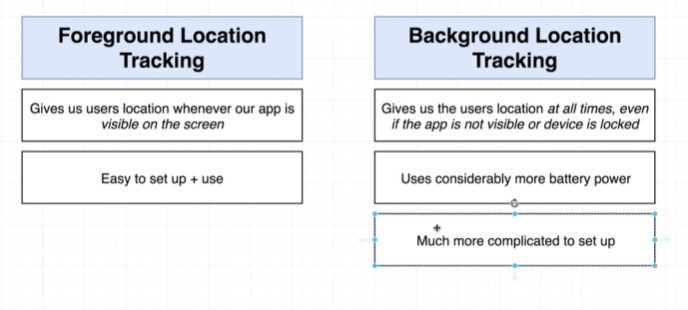 Foreground Location
Tracking
Gives us users location whenever our app is
visible on the screen
Easy to set up + use
Background Location
Tracking
Gives us the users location at all times, even
if the app is not visible or device is locked
Uses considerably more battery power
Much more complicated to set up